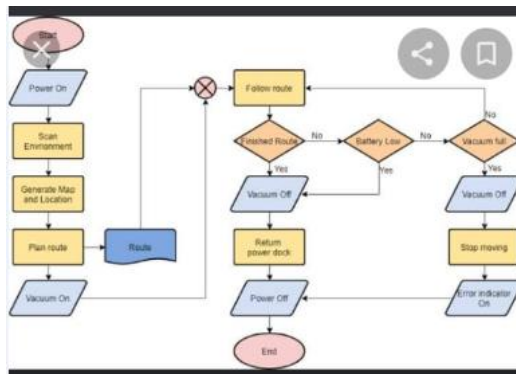 Start
Power On
Scan
Environment
Generate Map
and Location
Plan route
Route
Vacuum On
Follow route
Finished Route
No
Battery Low
No
Vacuum full
No
Yes
Yes
Yes
Vacuum Off
Vacuum Off
Return
power dock
Stop moving
Power Off
Error indicator
On
End